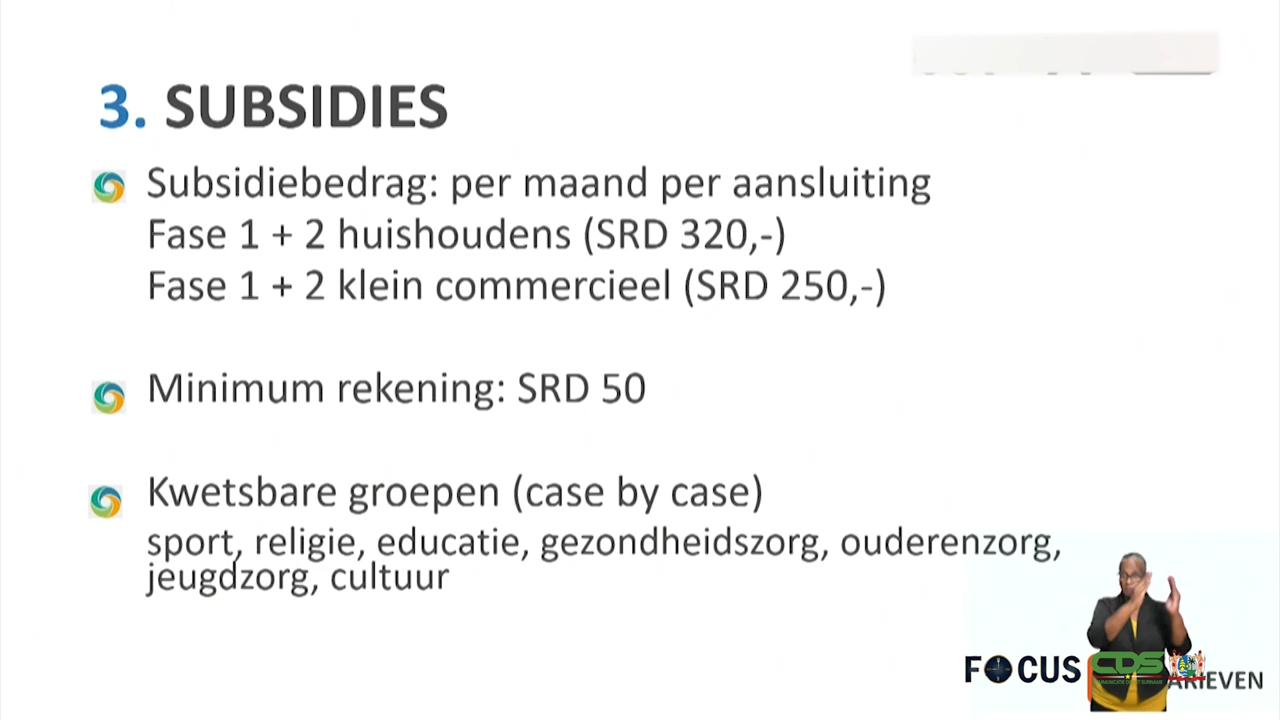 3. SUBSIDIES
Subsidiebedrag: per maand per aansluiting
Fase 1 + 2 huishoudens (SRD 320,-)
Fase 1 + 2 klein commercieel (SRD 250,-)
Minimum rekening: SRD 50
Kwetsbare groepen (case by case)
sport, religie, educatie, gezondheidszorg, ouderenzorg,
jeugdzorg, cultuur
FOCUS
CDS